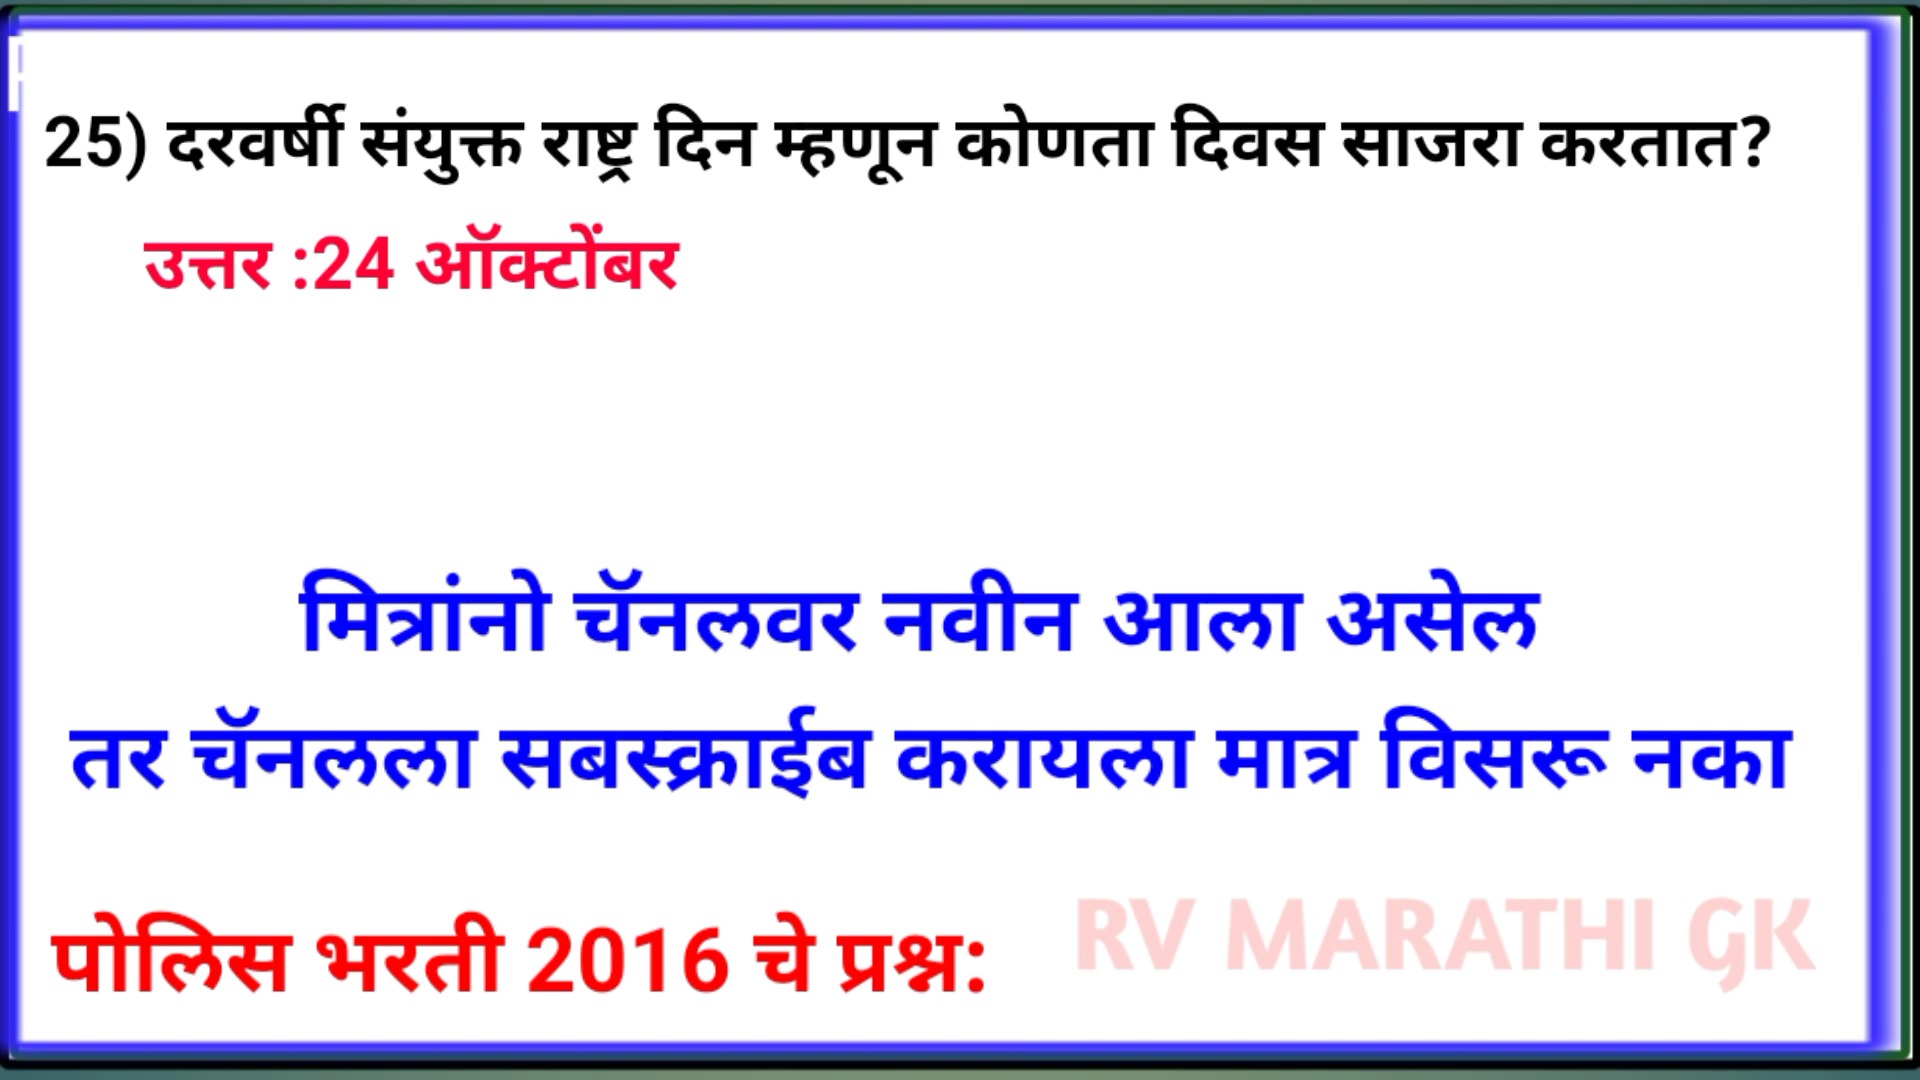 25) दरवर्षी संयुक्त राष्ट्र दिन म्हणून कोणता दिवस साजरा करतात?
उत्तर :24 ऑक्टोंबर
मित्रांनो चॅनलवर नवीन आला असेल
तर चॅनलला सबस्क्राईब करायला मात्र विसरू नका
पोलिस भरती 2016 चे प्रश्न:
RV MARATHI GK